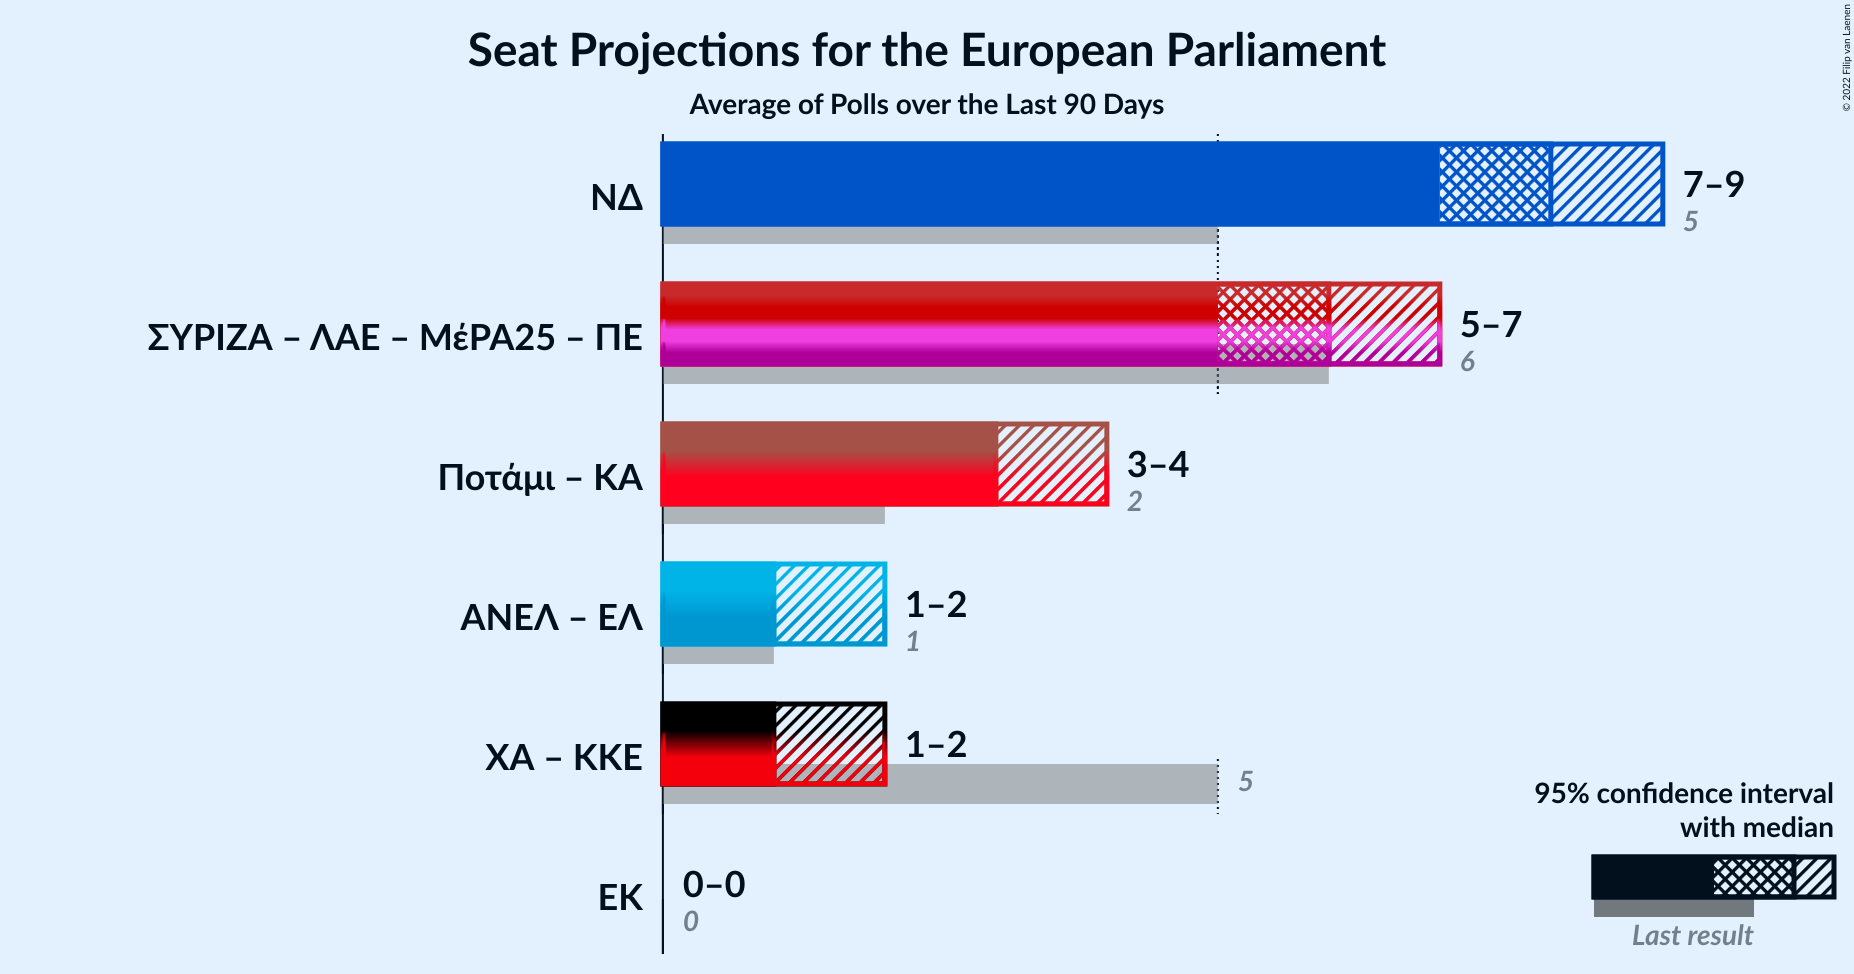 Seat Projections for the European Parliament
Average of Polls over the Last 90 Days
© 2022 Filip van Laenen
ΝΔ
7–9
5
ΣΥΡΙΖΑ – ΛΑΕ – ΜέΡΑ25 – ΠΕ
5–7
6
Ποτάμι – ΚΑ
3–4
2
ΑΝΕΛ – ΕΛ
1–2
1
ΧΑ – ΚΚΕ
1–2
5
ΕΚ
0–0
0
95% confidence interval
with median
Last result